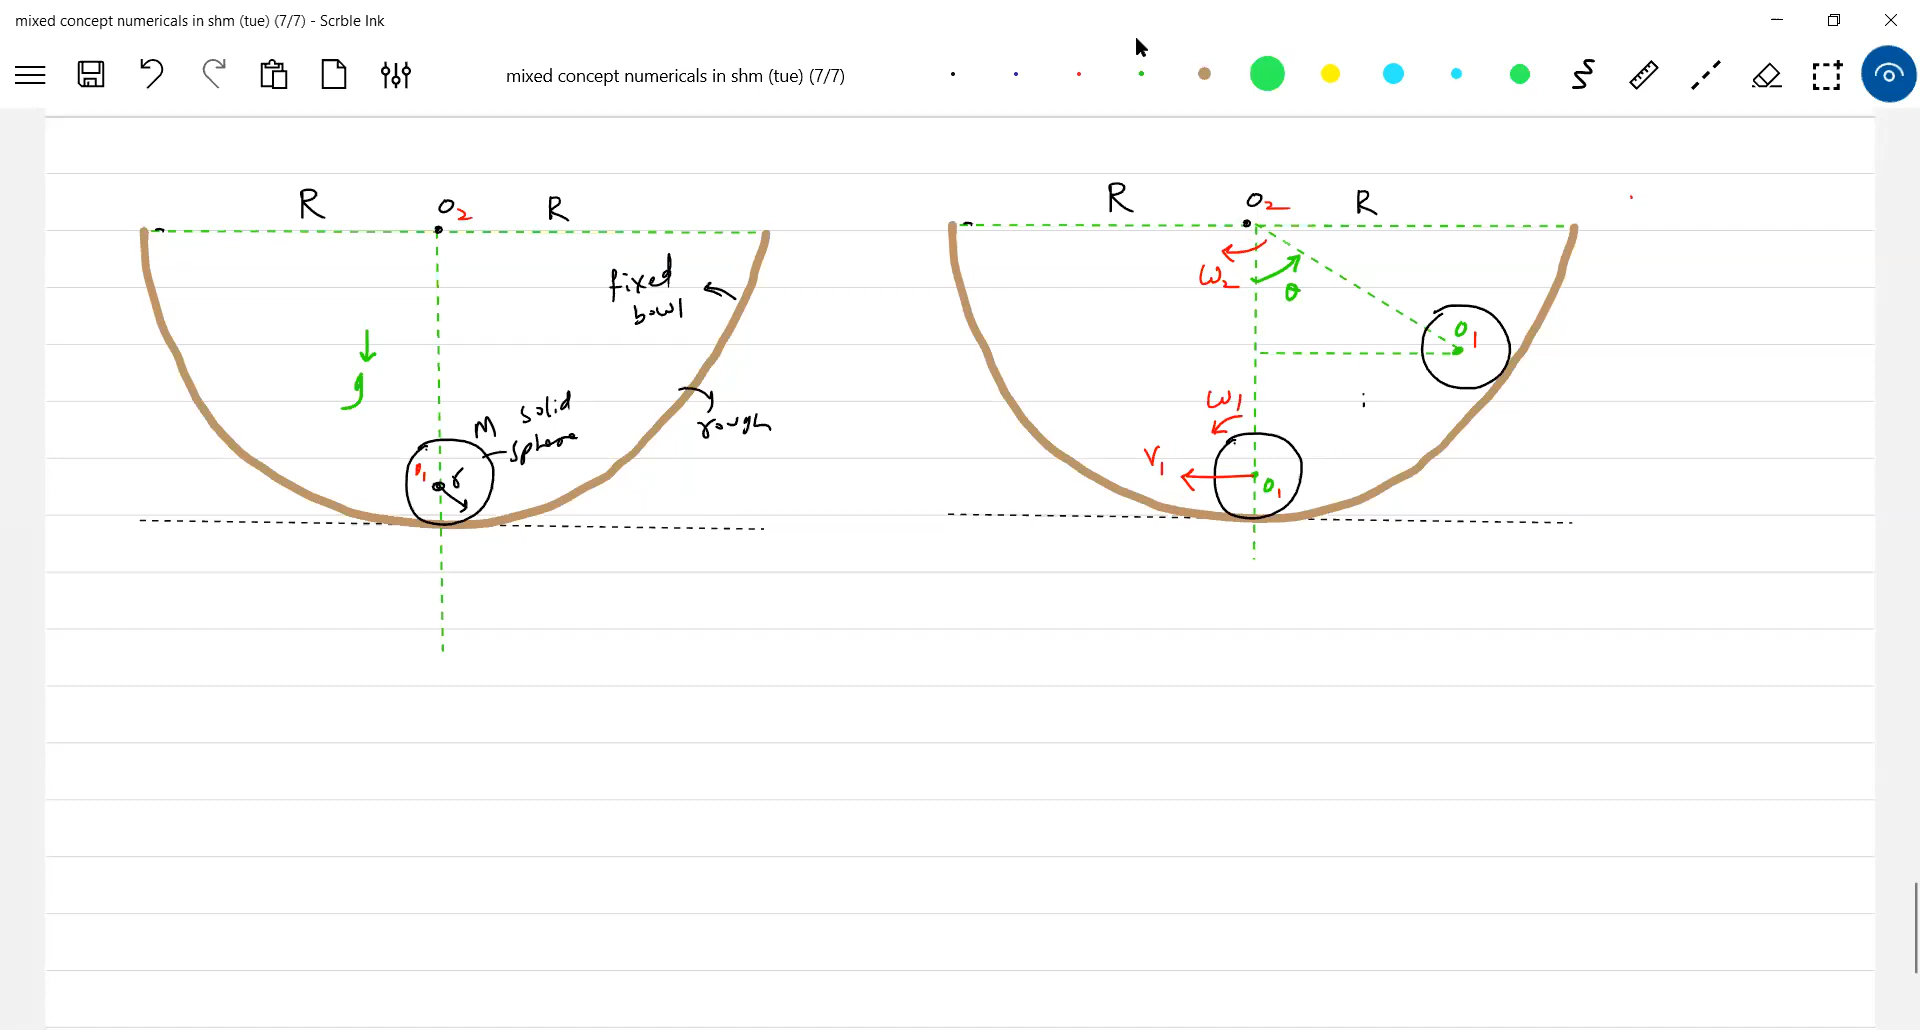 mixed concept numericals in shm (tue) (7/7) - Scrble Ink
mixed concept numericals in shm (tue) (7/7)
R O2 R
fixed
bowl
g
M solid
sphere
rough
O1 r
R O2 R
ω2 θ
O1
ω1
V1
O1